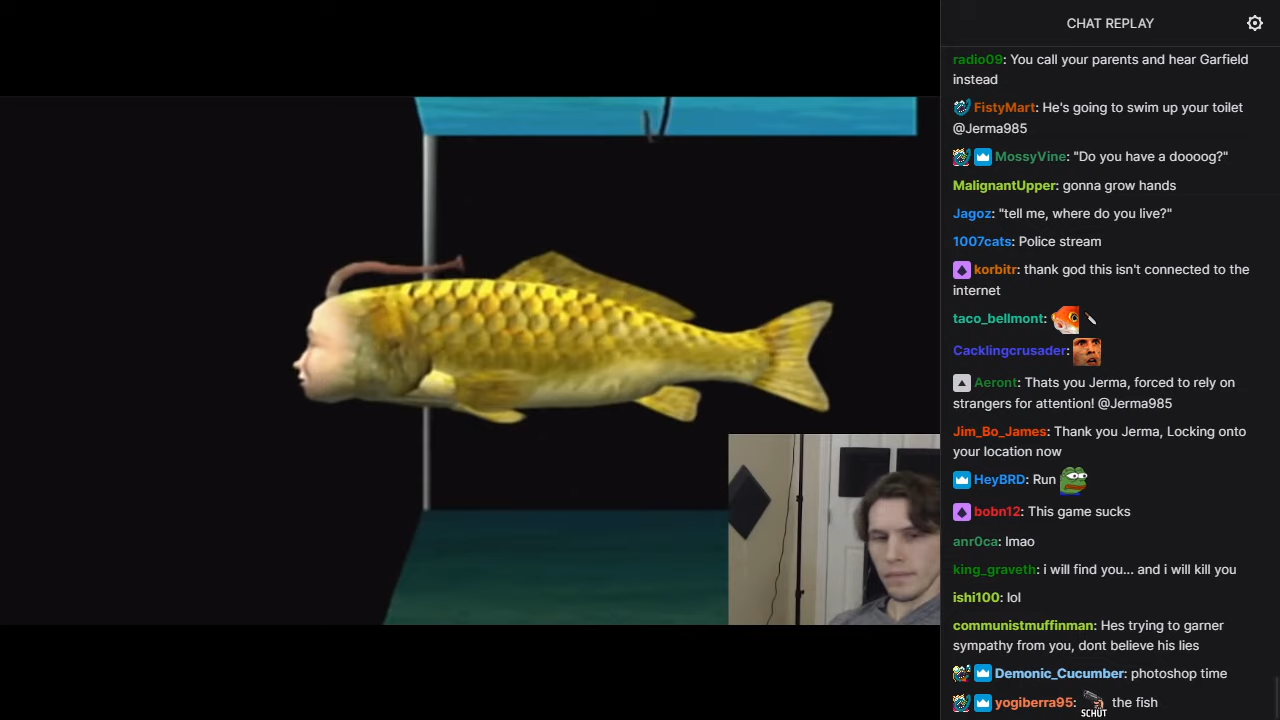 CHAT REPLAY
radio09: You call your parents and hear Garfield
instead
FistyMart: He's going to swim up your toilet
@Jerma985
MossyVine: "Do you have a doooog?"
MalignantUpper: gonna grow hands
Jagoz: "tell me, where do you live?"
1007cats: Police stream
korbitr: thank god this isn't connected to the
internet
taco_bellmont:
Cacklingcrusader:
Aeront: Thats you Jerma, forced to rely on
strangers for attention! @Jerma985
Jim_Bo_James: Thank you Jerma, Locking onto
your location now
HeyBRD: Run
bobn12: This game sucks
anr0ca: lmao
king_graveth: i will find you... and i will kill you
ishi100: lol
communistmuffinman: Hes trying to garner
sympathy from you, dont believe his lies
Demonic_Cucumber: photoshop time
yogiberra95: SCHUT the fish